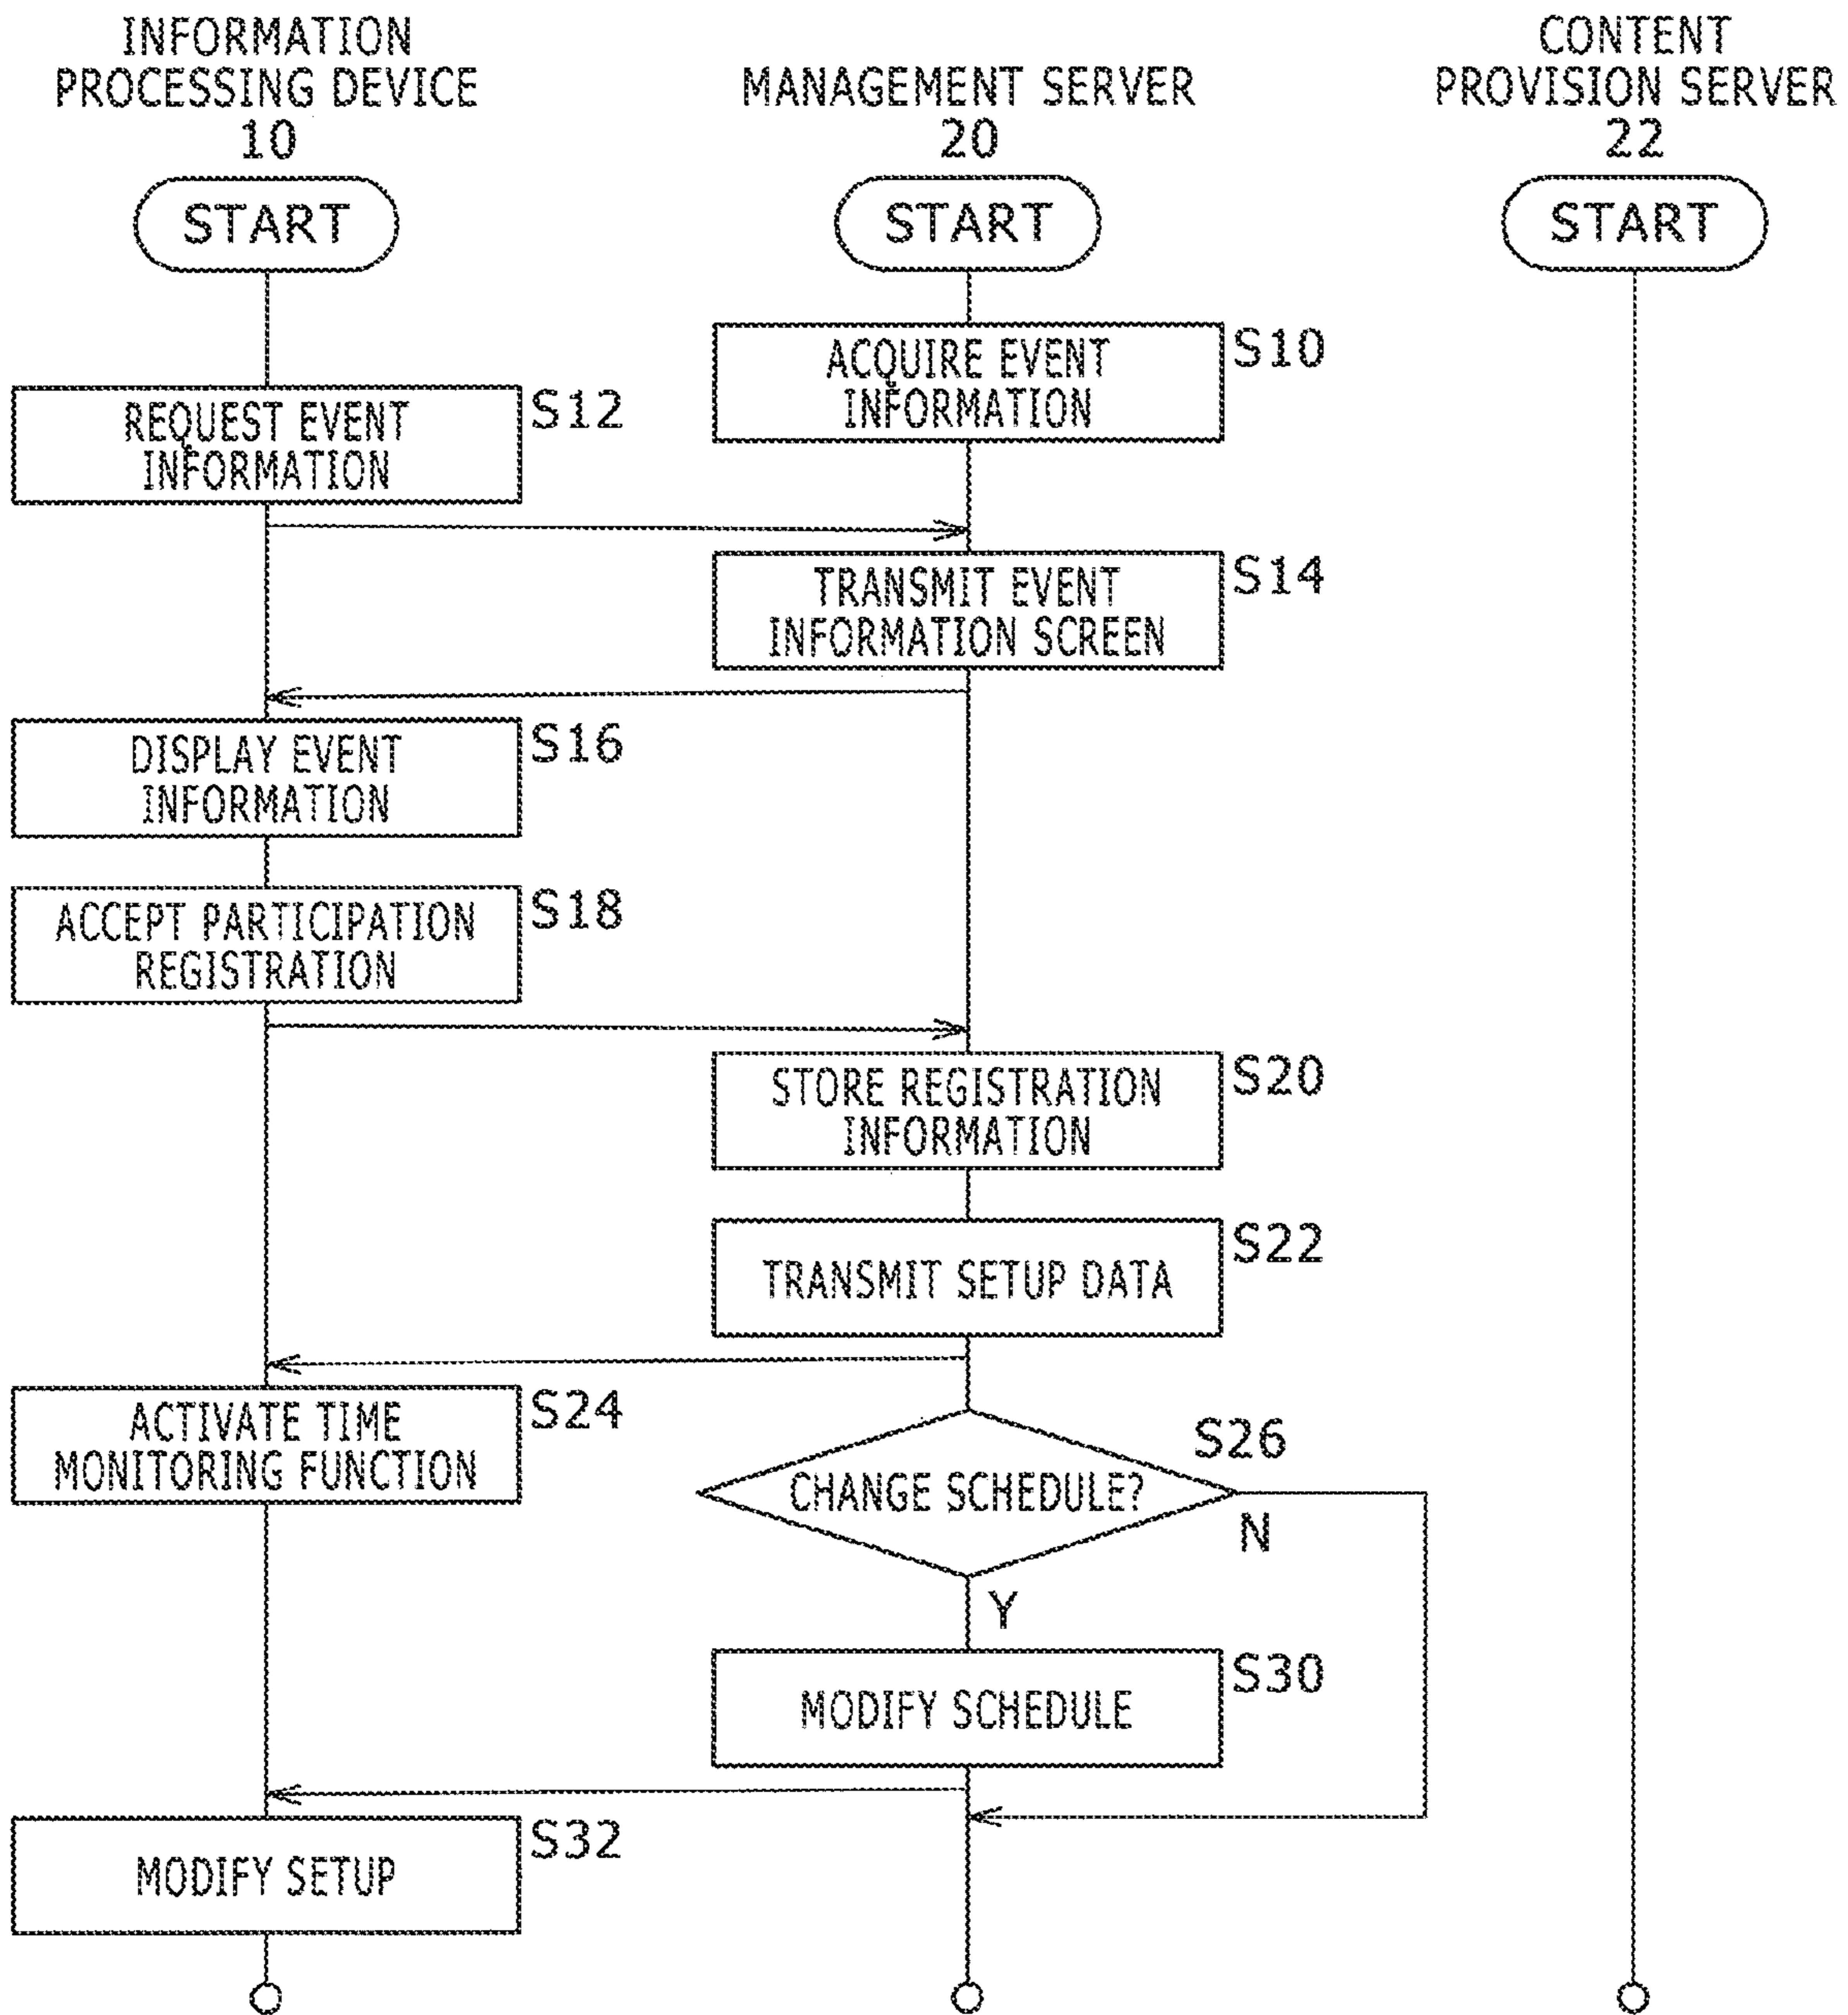 INFORMATION
PROCESSING DEVICE
10
MANAGEMENT SERVER
20
CONTENT
PROVISION SERVER
22
START
START
START
ACQUIRE EVENT
INFORMATION
S10
REQUEST EVENT
INFORMATION
S12
TRANSMIT EVENT
INFORMATION SCREEN
S14
DISPLAY EVENT
INFORMATION
S16
ACCEPT PARTICIPATION
REGISTRATION
S18
STORE REGISTRATION
INFORMATION
S20
TRANSMIT SETUP DATA
S22
ACTIVATE TIME
MONITORING FUNCTION
S24
CHANGE SCHEDULE?
S26
N
Y
MODIFY SCHEDULE
S30
MODIFY SETUP
S32